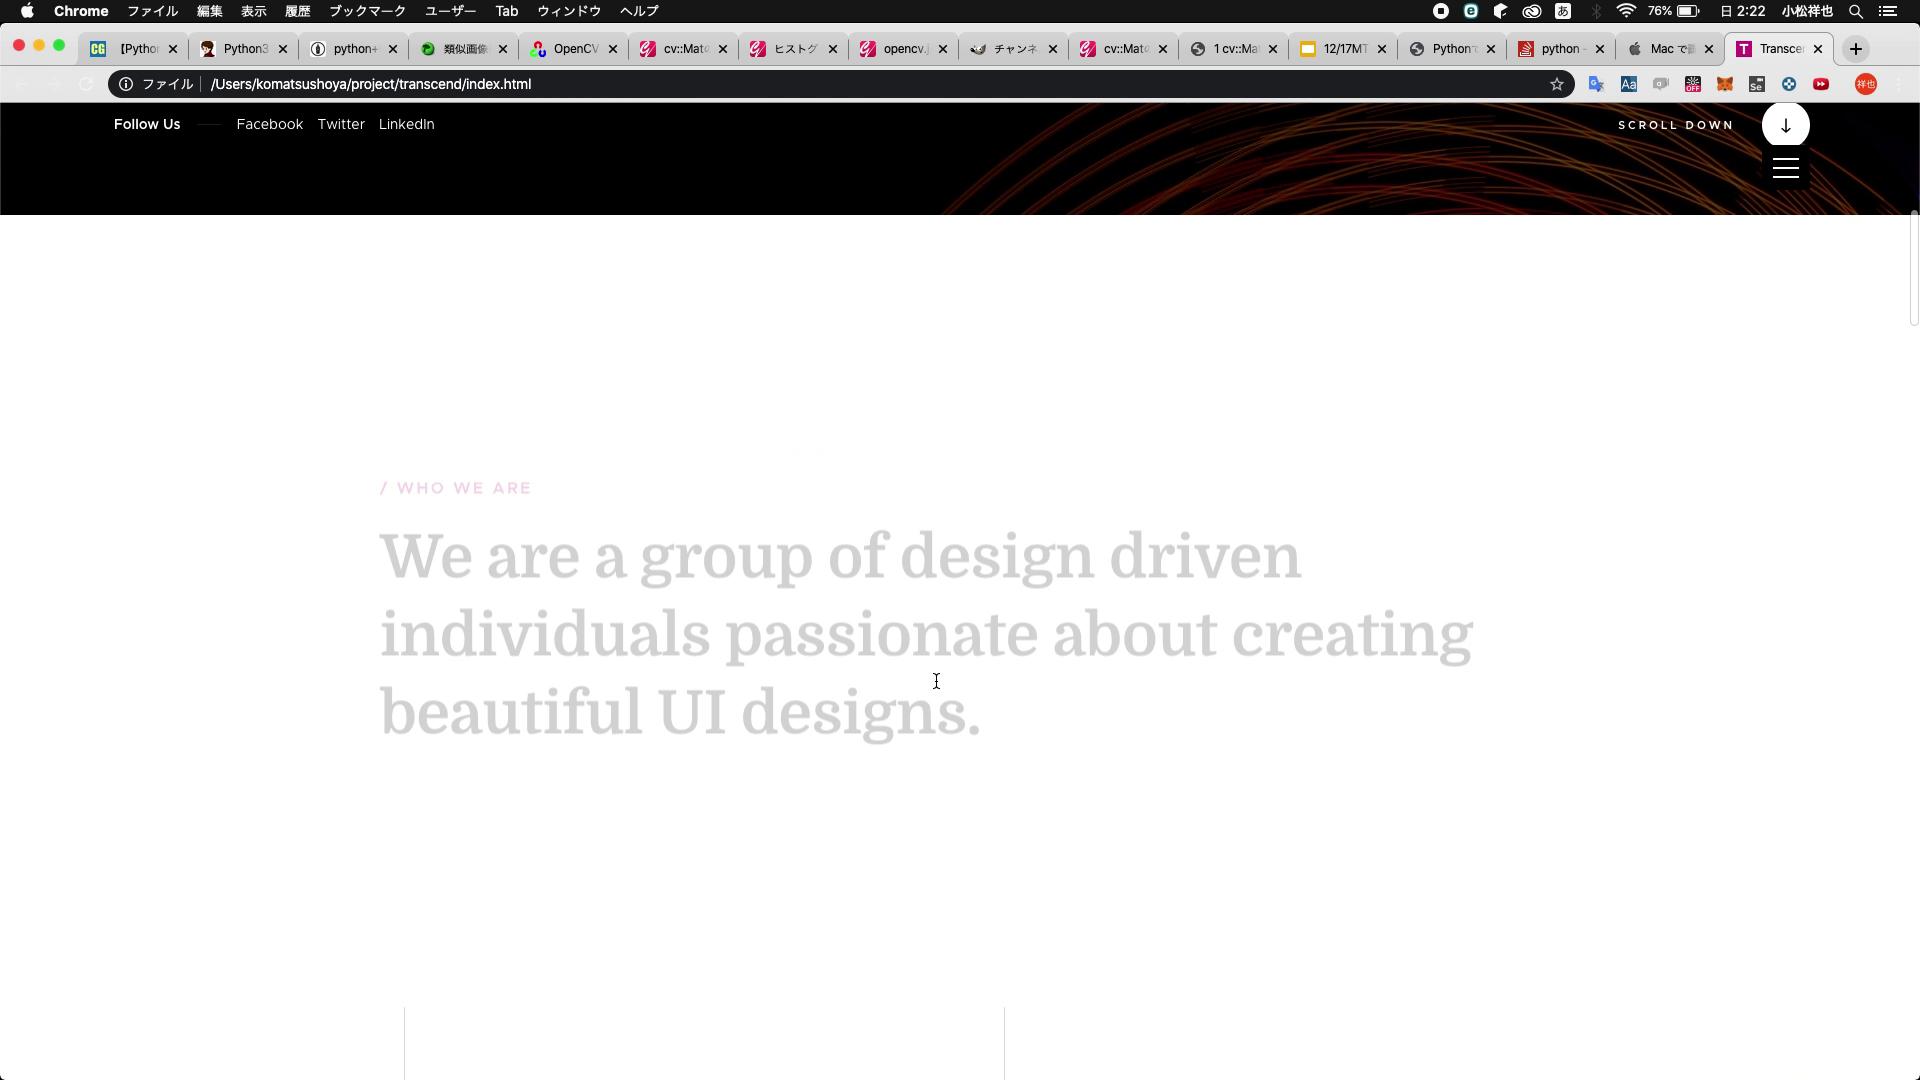 Chrome ファイル 編集 表示 履歴 ブックマーク ユーザー Tab ウィンドウ ヘルプ 76% 日 2:22 小松祥也
【Pytho Python3 python+ 類似画像 OpenCV cv::Mat ヒストグ opencv. チャンネ cv::Mat 1 cv::Ma 12/17MT Python python - Mac で Transce
ファイル /Users/komatsushoya/project/transcend/index.html 祥也
Follow Us Facebook Twitter LinkedIn SCROLL DOWN
/ WHO WE ARE
We are a group of design driven
individuals passionate about creating
beautiful UI designs.